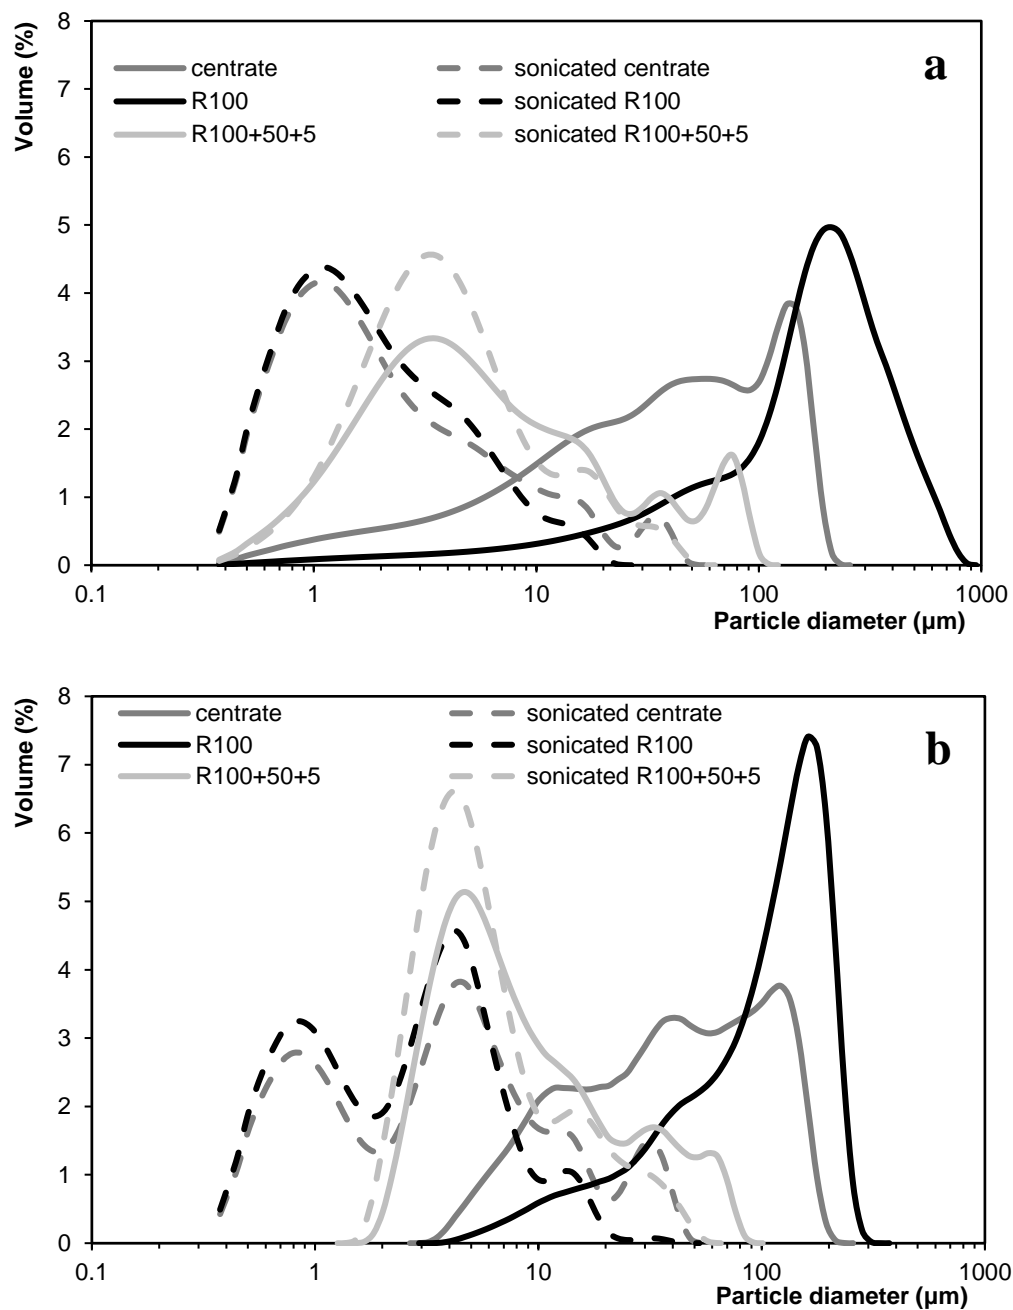 8
Volume (%)
centrate
sonicated centrate
a
7
R100
sonicated R100
R100+50+5
sonicated R100+50+5
6
5
4
3
2
1
0
0.1
1
10
100
1000
Particle diameter (µm)
8
Volume (%)
centrate
sonicated centrate
b
7
R100
sonicated R100
R100+50+5
sonicated R100+50+5
6
5
4
3
2
1
0
0.1
1
10
100
1000
Particle diameter (µm)